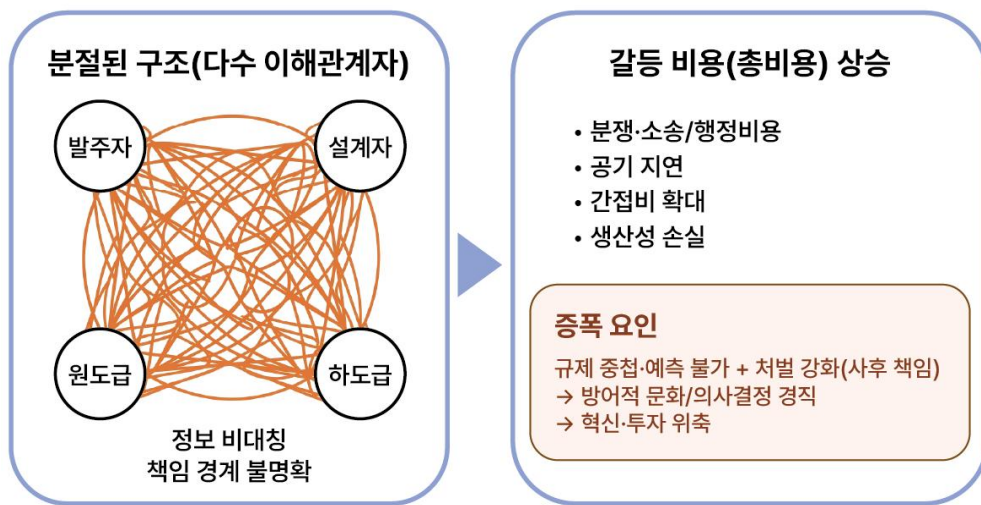 분절된 구조(다수 이해관계자)
발주자
설계자
원도급
하도급
정보 비대칭
책임 경계 불명확
갈등 비용(총비용) 상승
• 분쟁·소송/행정비용
• 공기 지연
• 간접비 확대
• 생산성 손실
증폭 요인
규제 중첩·예측 불가 + 처벌 강화(사후 책임)
→ 방어적 문화/의사결정 경직
→ 혁신·투자 위축